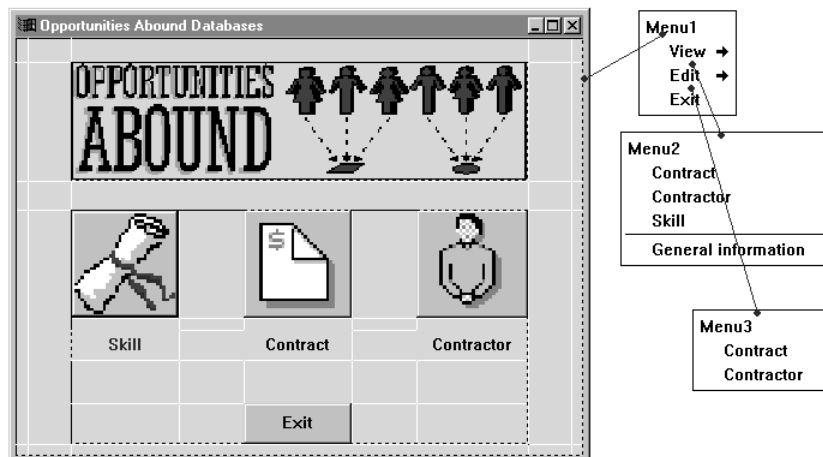 Opportunities Abound Databases
OPPORTUNITIES
ABOUND
$
Skill
Contract
Contractor
Exit
Menu1
View →
Edit →
Exit
Menu2
Contract
Contractor
Skill
General information
Menu3
Contract
Contractor